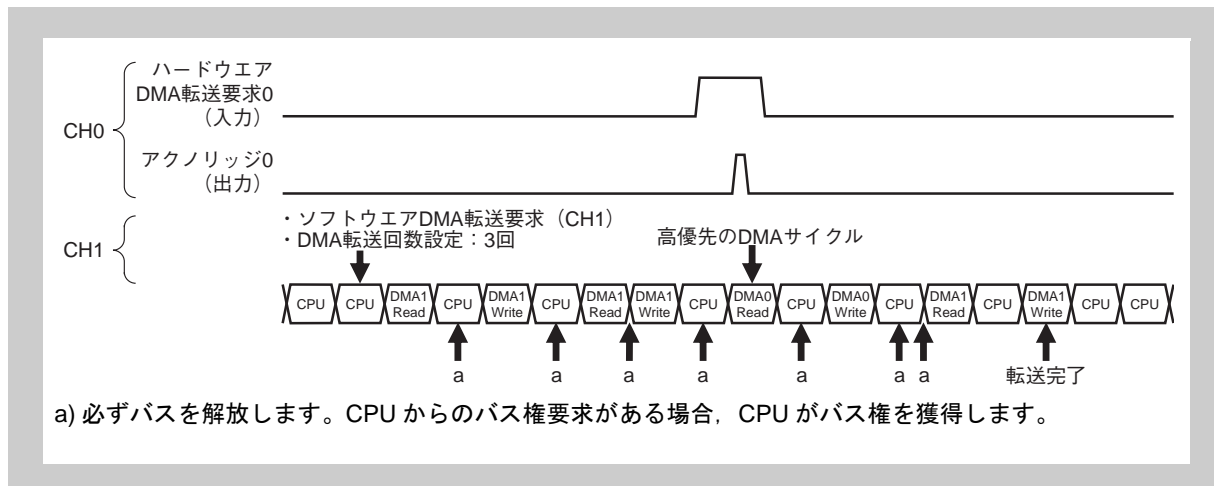 ハードウエア
DMA転送要求0
（入力）
CH0
アクノリッジ0
（出力）
CH1
・ソフトウエアDMA転送要求（CH1）
・DMA転送回数設定：3回
高優先のDMAサイクル
CPU CPU DMA1 Read CPU DMA1 Write CPU DMA1 Read DMA1 Write CPU DMA0 Read CPU DMA0 Write CPU DMA1 Read CPU DMA1 Write CPU CPU
a a a a a a a 転送完了
a) 必ずバスを解放します。CPU からのバス権要求がある場合，CPU がバス権を獲得します。